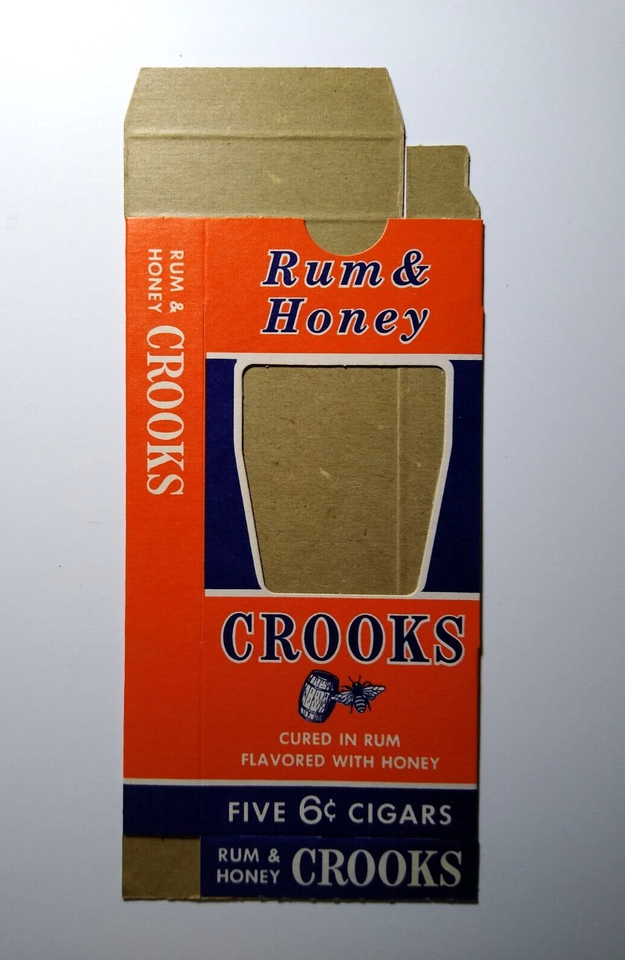 Rum &
Honey
RUM &
HONEY
CROOKS
CROOKS
CURED IN RUM
FLAVORED WITH HONEY
FIVE 6¢ CIGARS
RUM &
HONEY
CROOKS